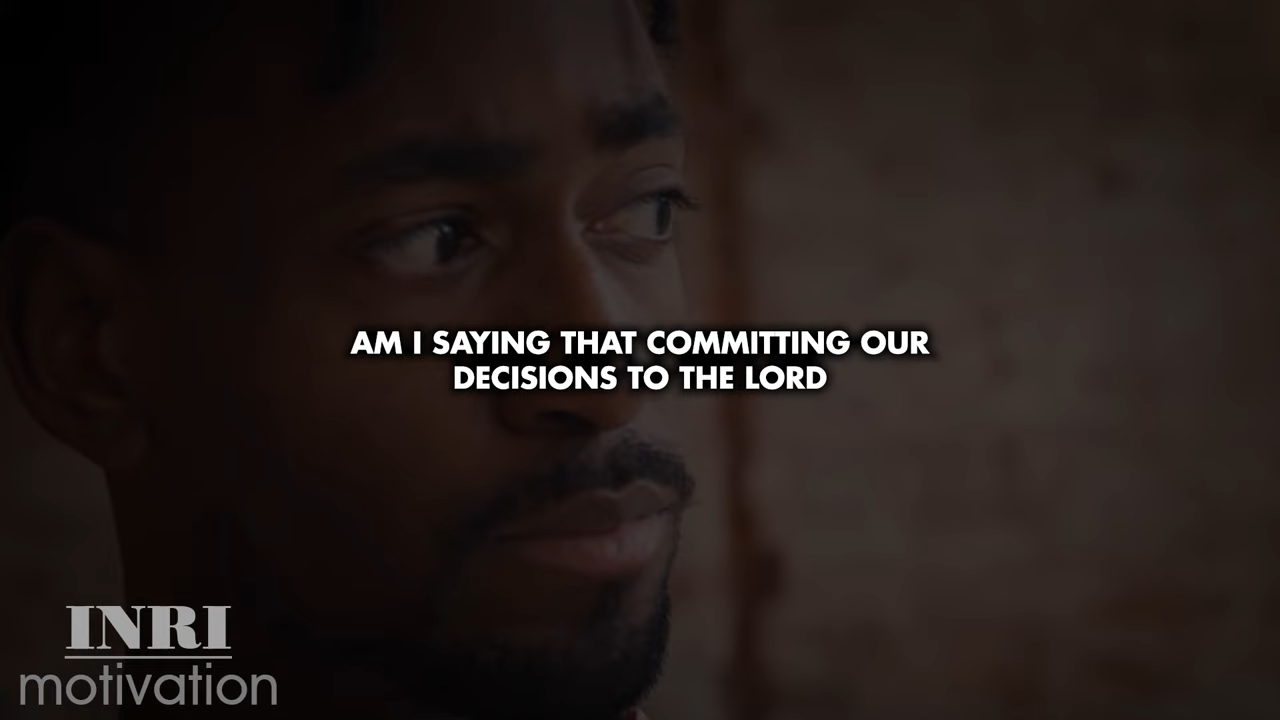 AM I SAYING THAT COMMITTING OUR
DECISIONS TO THE LORD
INRI
motivation